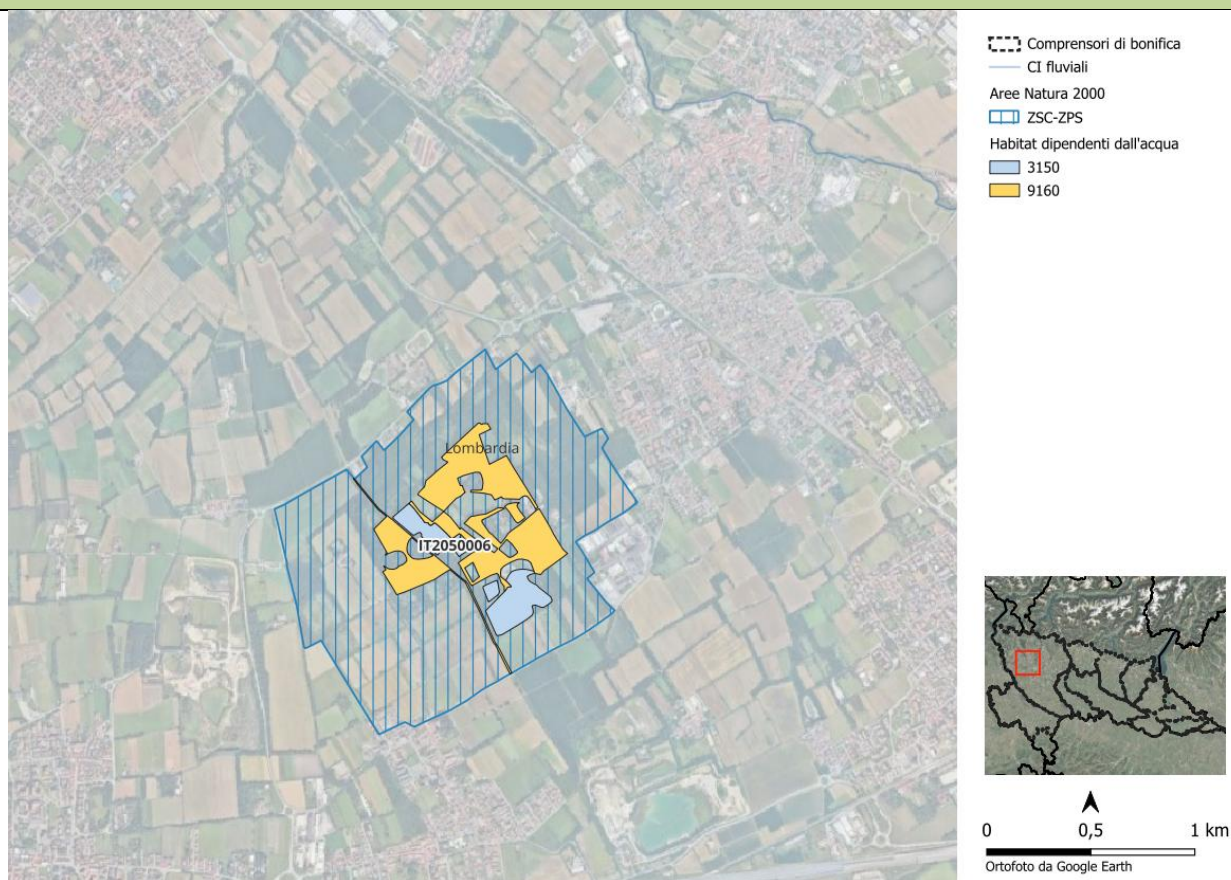 Comprensori di bonifica
CI fluviali
Aree Natura 2000
ZSC-ZPS
Habitat dipendenti dall'acqua
3150
9160
Lombardia
IT2050006
0 0,5 1 km
Ortofoto da Google Earth